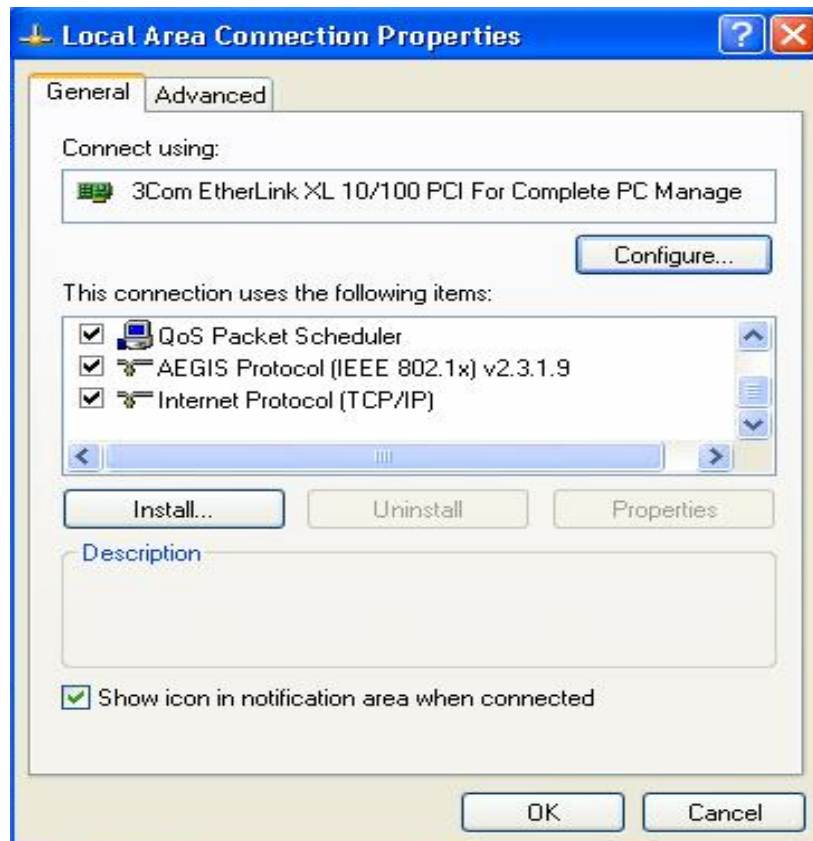 Local Area Connection Properties
General Advanced
Connect using:
3Com EtherLink XL 10/100 PCI For Complete PC Manage
Configure...
This connection uses the following items:
QoS Packet Scheduler
AEGIS Protocol (IEEE 802.1x) v2.3.1.9
Internet Protocol (TCP/IP)
Install... Uninstall Properties
Description
Show icon in notification area when connected
OK Cancel